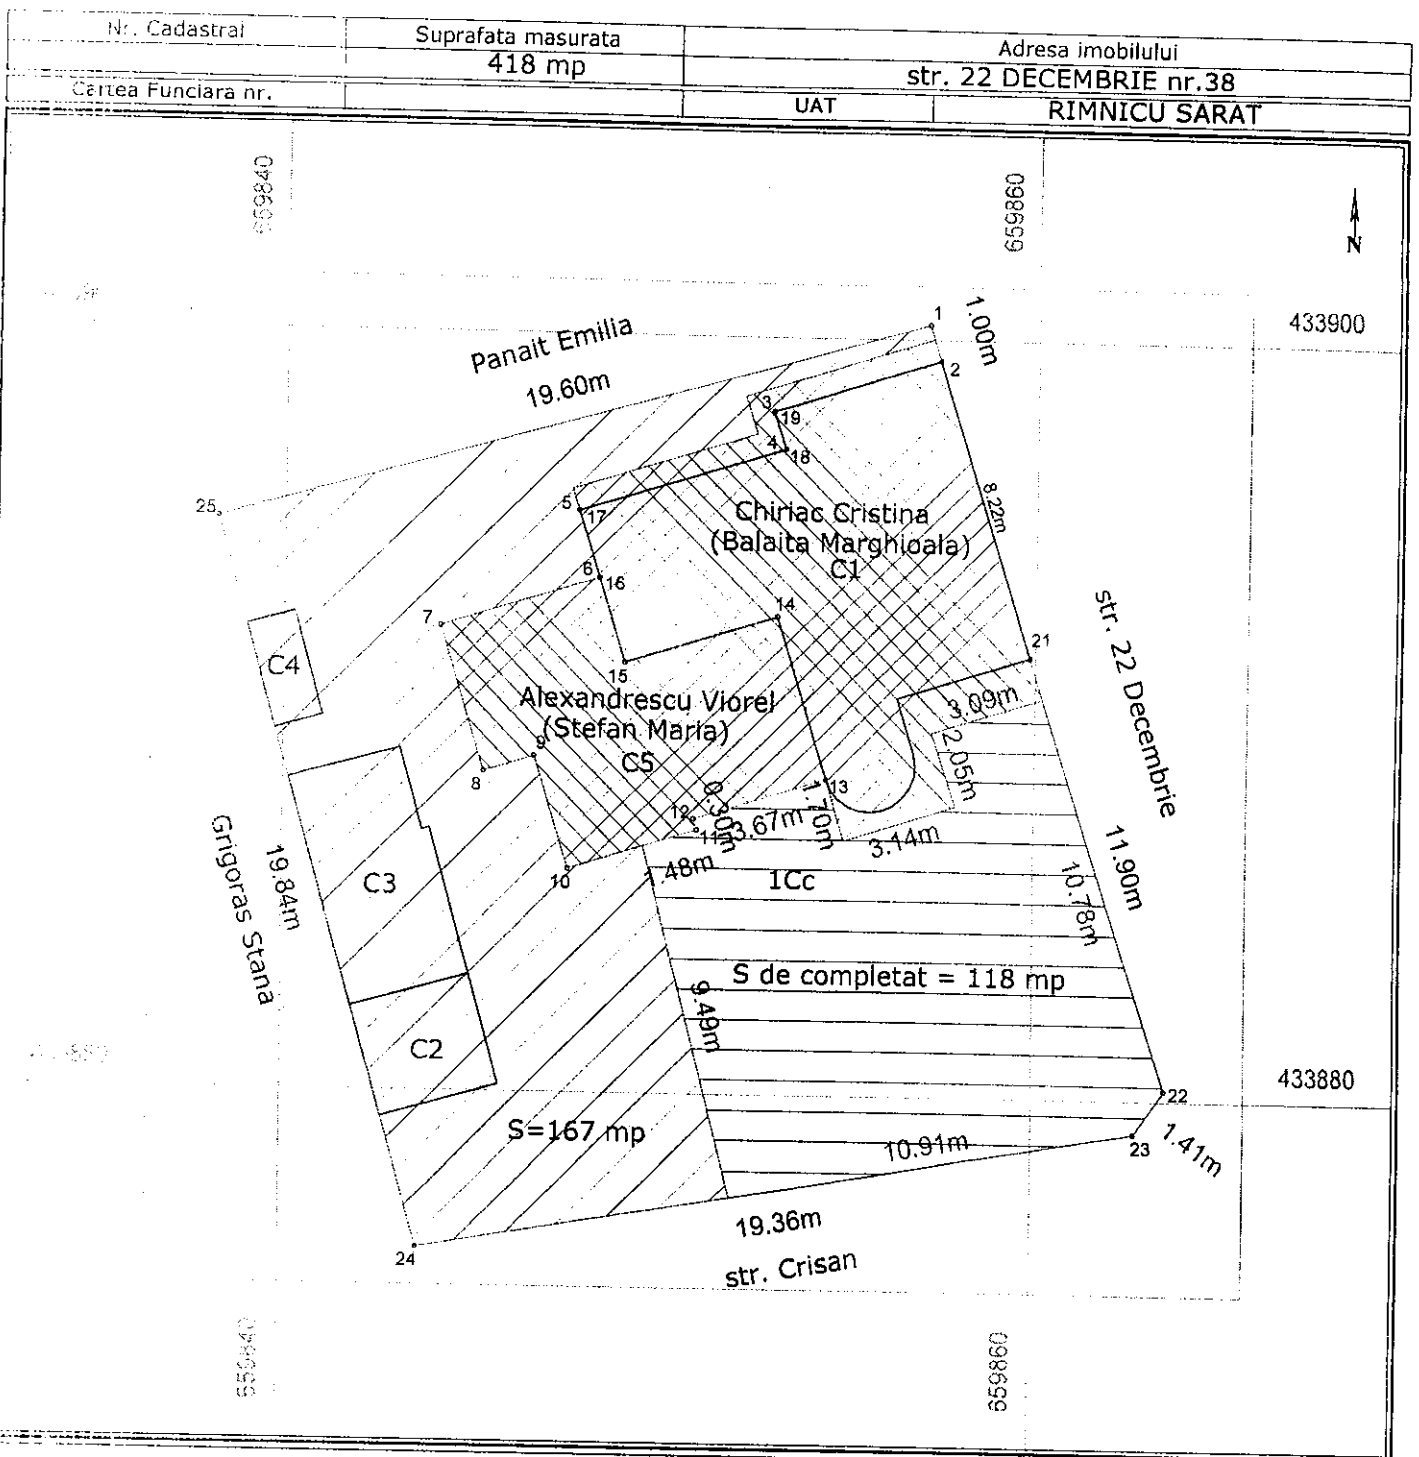 Nr. Cadastral
Suprafata masurata
Adresa imobilului
418 mp
str. 22 DECEMBRIE nr.38
Cartea Funciara nr.
UAT
RIMNICU SARAT
659840
659860
N
433900
1
1.00m
2
Panait Emilia
19.60m
3
19
4
18
25
5
17
8.22m
Chiriac Cristina
(Balaita Marghioala)
C1
6
16
7
14
21
str. 22 Decembrie
C4
15
3.09m
Alexandrescu Viorel
(Stefan Maria)
C5
9
8
2.05m
13
1.70m
0.30m
12
11
3.67m
3.14m
10
1.48m
1Cc
11.90m
10.78m
Grigoras Stana
19.84m
C3
S de completat = 118 mp
9.49m
C2
433880
22
S=167 mp
10.91m
23
1.41m
19.36m
24
str. Crisan
659840
659860